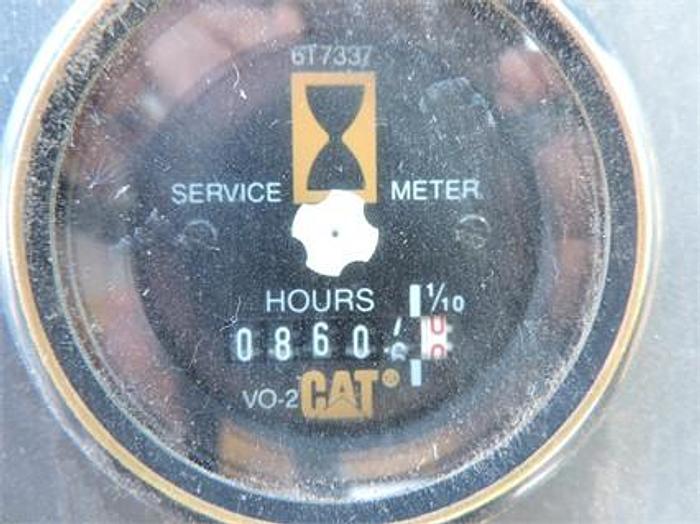 6T7337
SERVICE METER
HOURS 1/10
0860
VO-2 CAT®